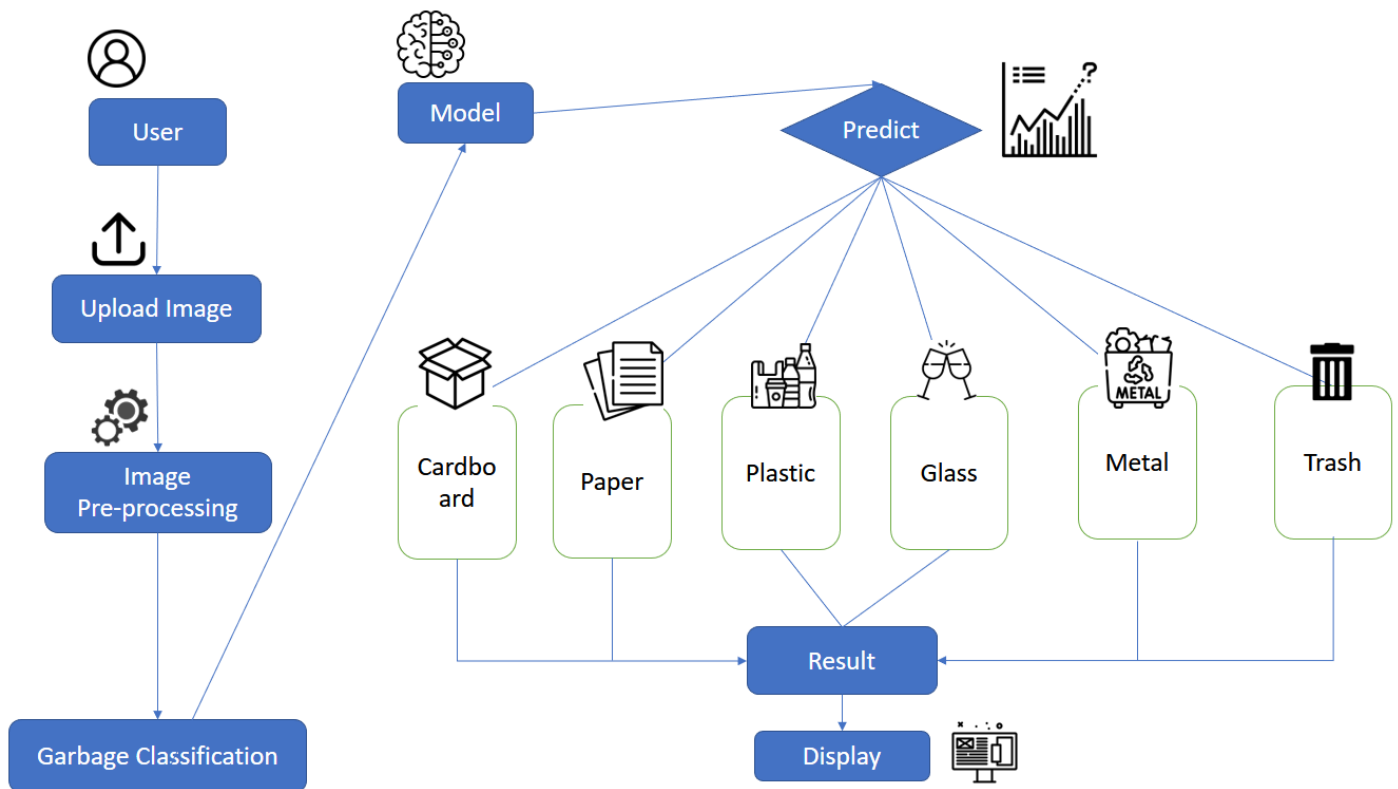 User
Upload Image
Image
Pre-processing
Garbage Classification
Model
Predict
?
Cardbo
ard
Paper
Plastic
Glass
METAL
Metal
Trash
Result
Display